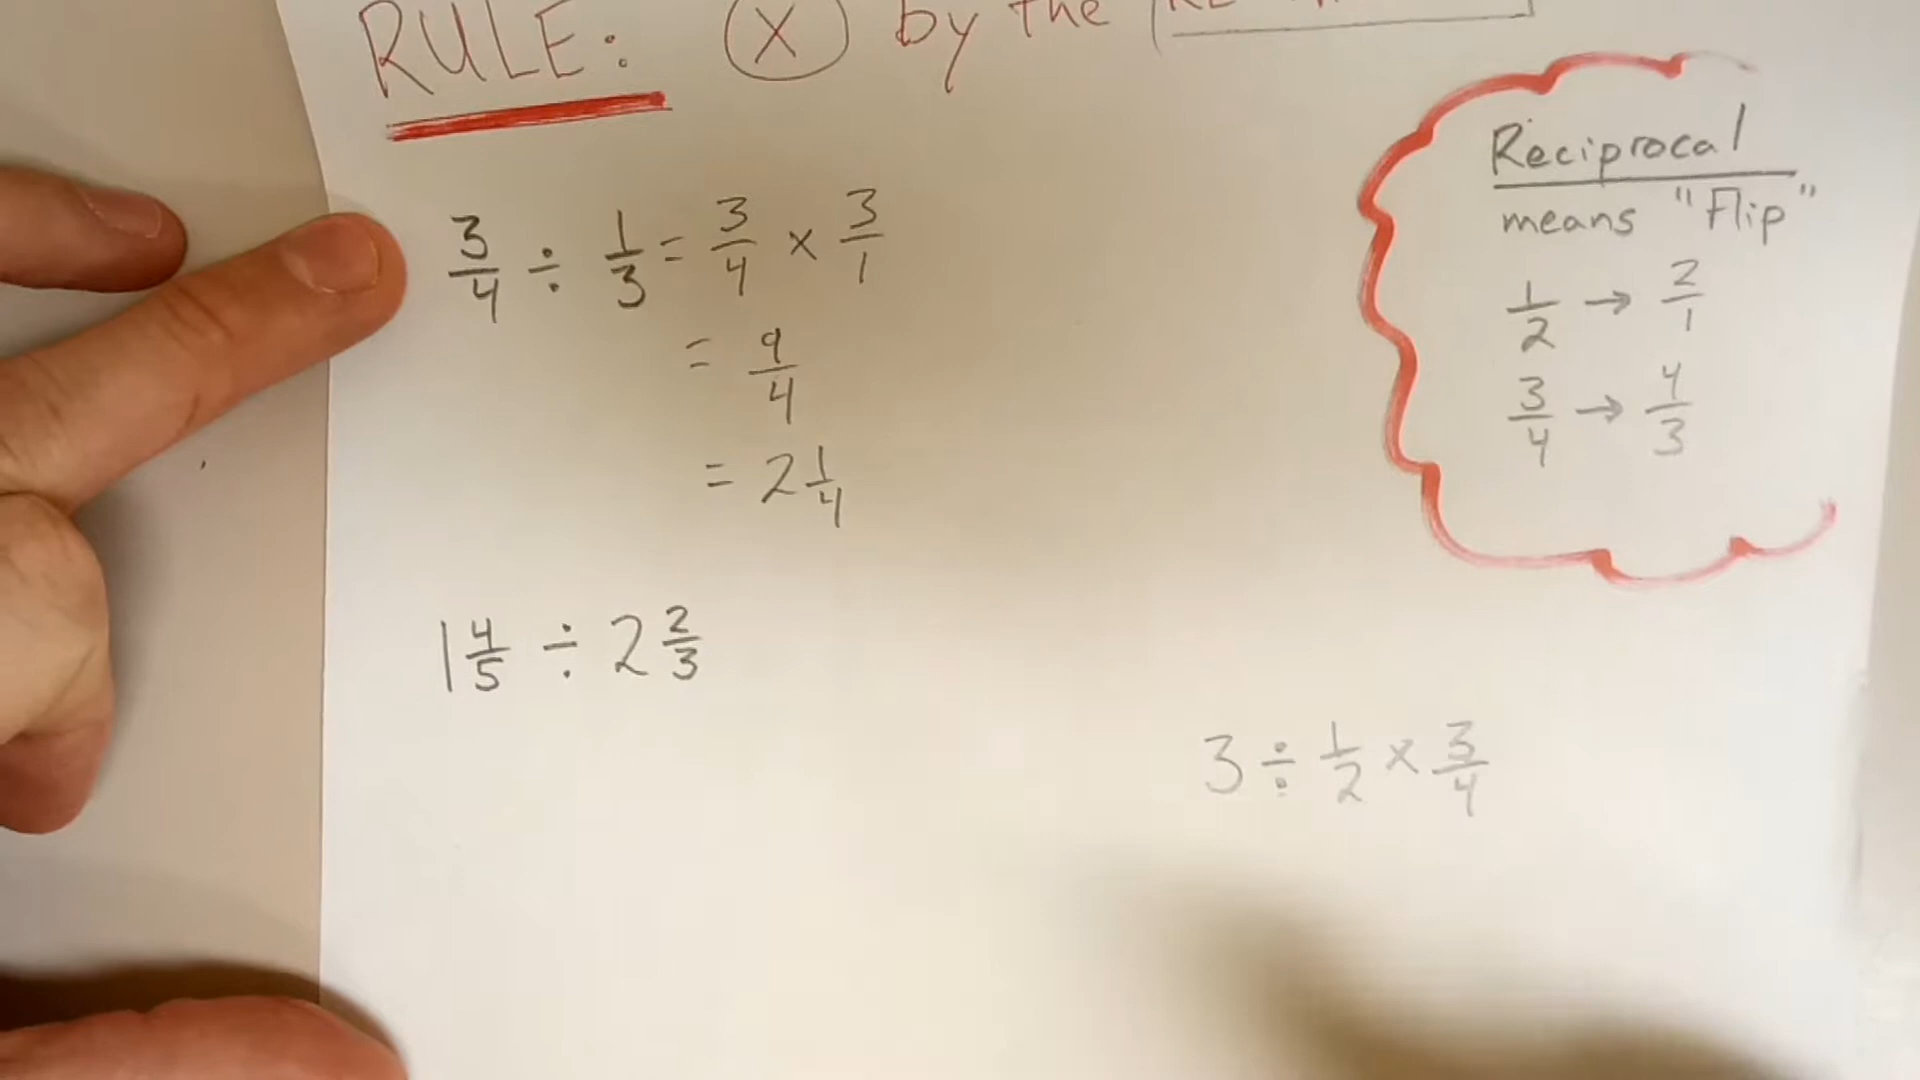 RULE: X by the
3/4 ÷ 1/3 = 3/4 x 3/1
= 9/4
= 2 1/4
1 4/5 ÷ 2 2/3
Reciprocal
means "Flip"
1/2 → 2/1
3/4 → 4/3
3 ÷ 1/2 x 3/4